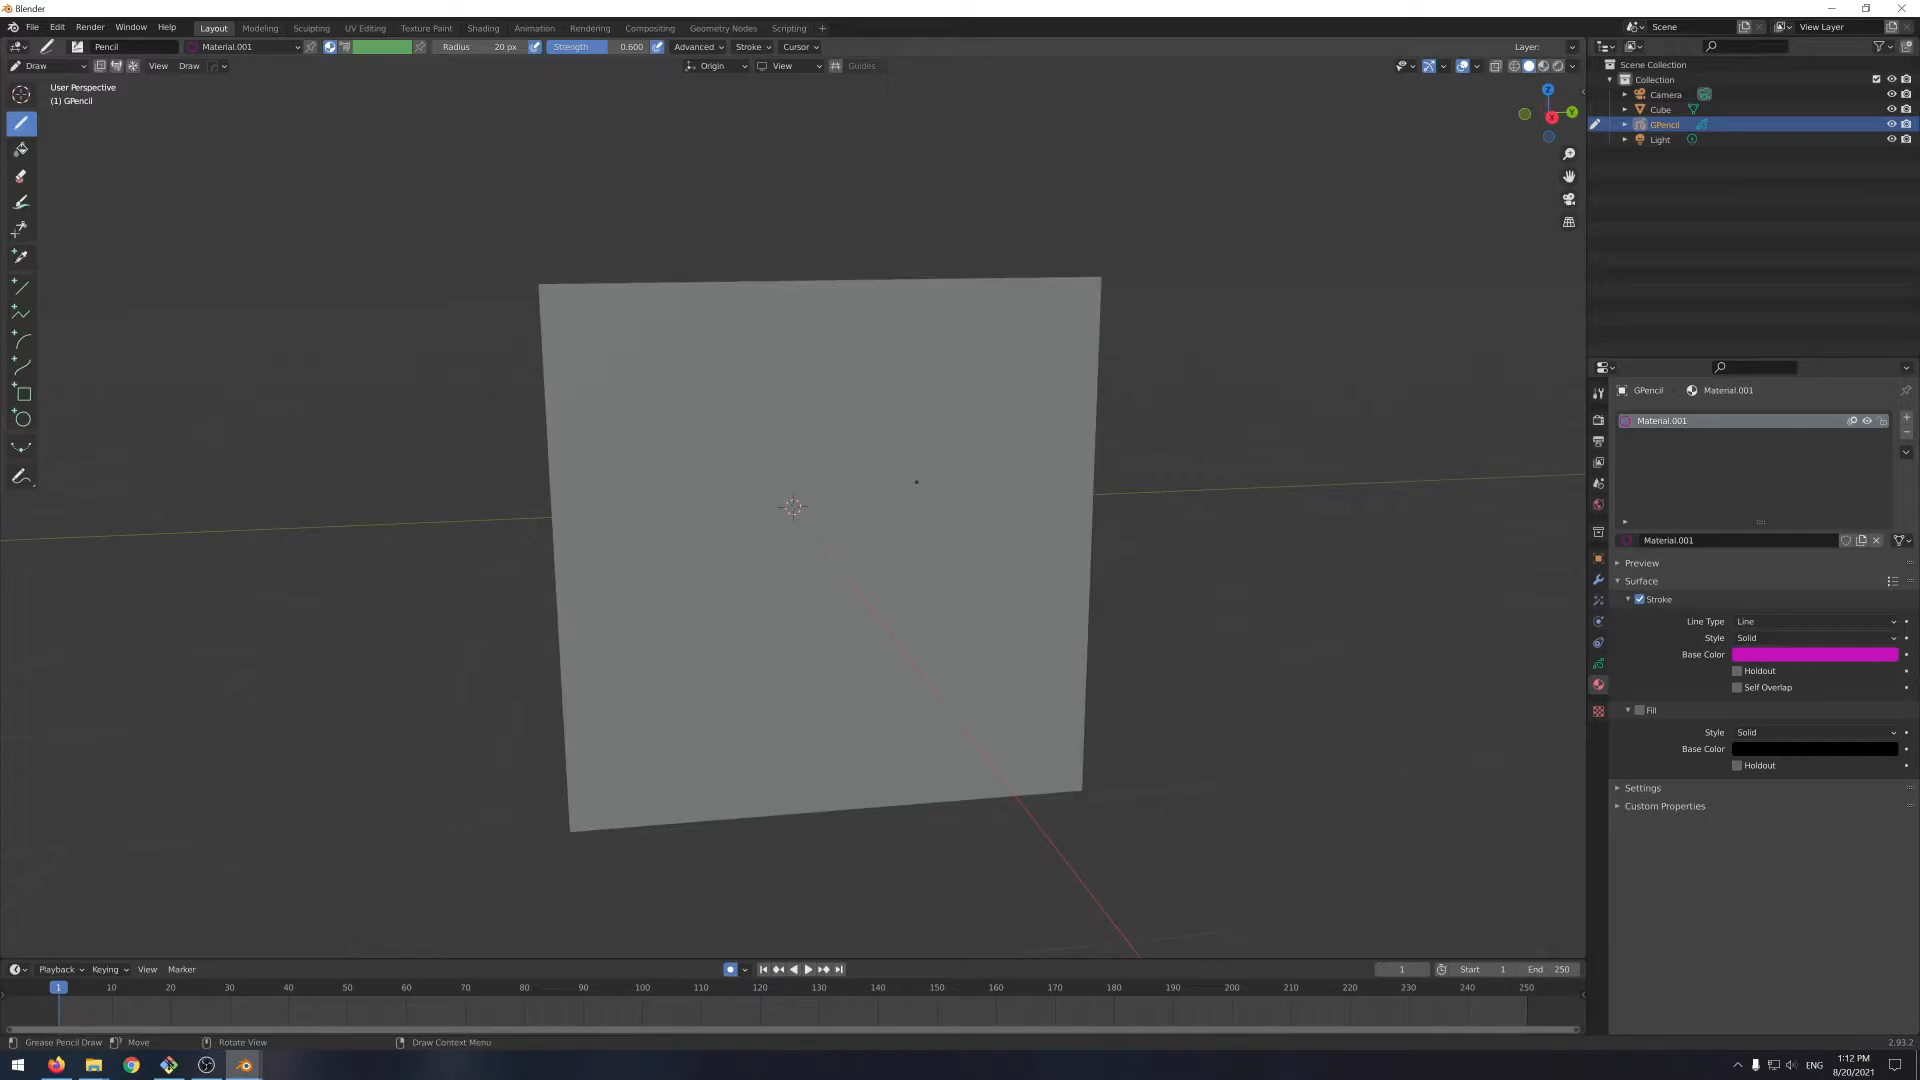 Blender
File Edit Render Window Help Layout Modeling Sculpting UV Editing Texture Paint Shading Animation Rendering Compositing Geometry Nodes Scripting + Scene View Layer
Pencil Material.001 Radius 20 px Strength 0.600 Advanced Stroke Cursor Layer:
Draw View Draw Origin View Guides
User Perspective
(1) GPencil
Z
Y
X
Scene Collection
Collection
Camera
Cube
GPencil
Light
GPencil Material.001
Material.001
Material.001
Preview
Surface
Stroke
Line Type Line
Style Solid
Base Color
Holdout
Self Overlap
Fill
Style Solid
Base Color
Holdout
Settings
Custom Properties
Playback Keying View Marker 1 Start 1 End 250
1 10 20 30 40 50 60 70 80 90 100 110 120 130 140 150 160 170 180 190 200 210 220 230 240 250
Grease Pencil Draw Move Rotate View Draw Context Menu 2.93.2
ENG 1:12 PM
8/20/2021